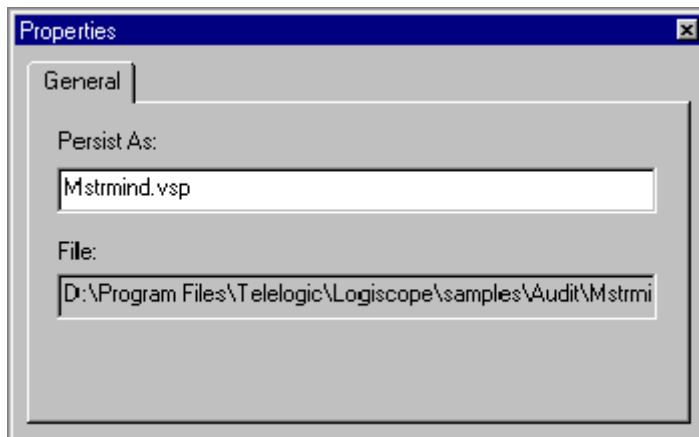 Properties
General
Persist As:
Mstrmind.vsp
File:
D:\Program Files\Telelogic\Logiscope\samples\Audit\Mstrmi